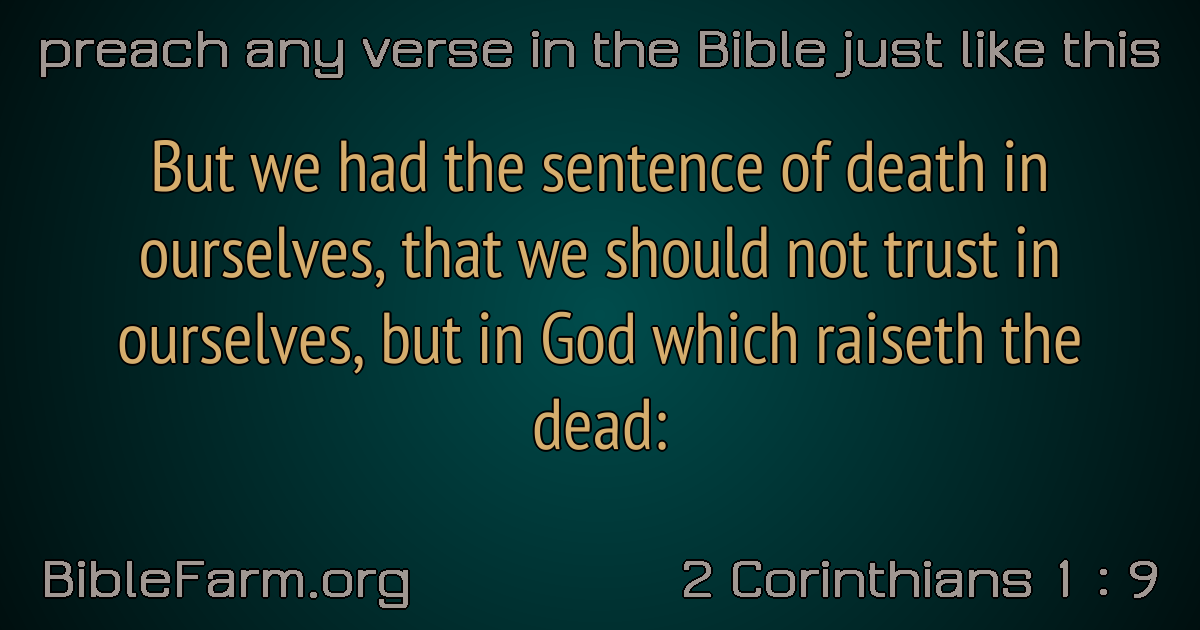 preach any verse in the Bible just like this
But we had the sentence of death in
ourselves, that we should not trust in
ourselves, but in God which raiseth the
dead:
BibleFarm.org
2 Corinthians 1 : 9